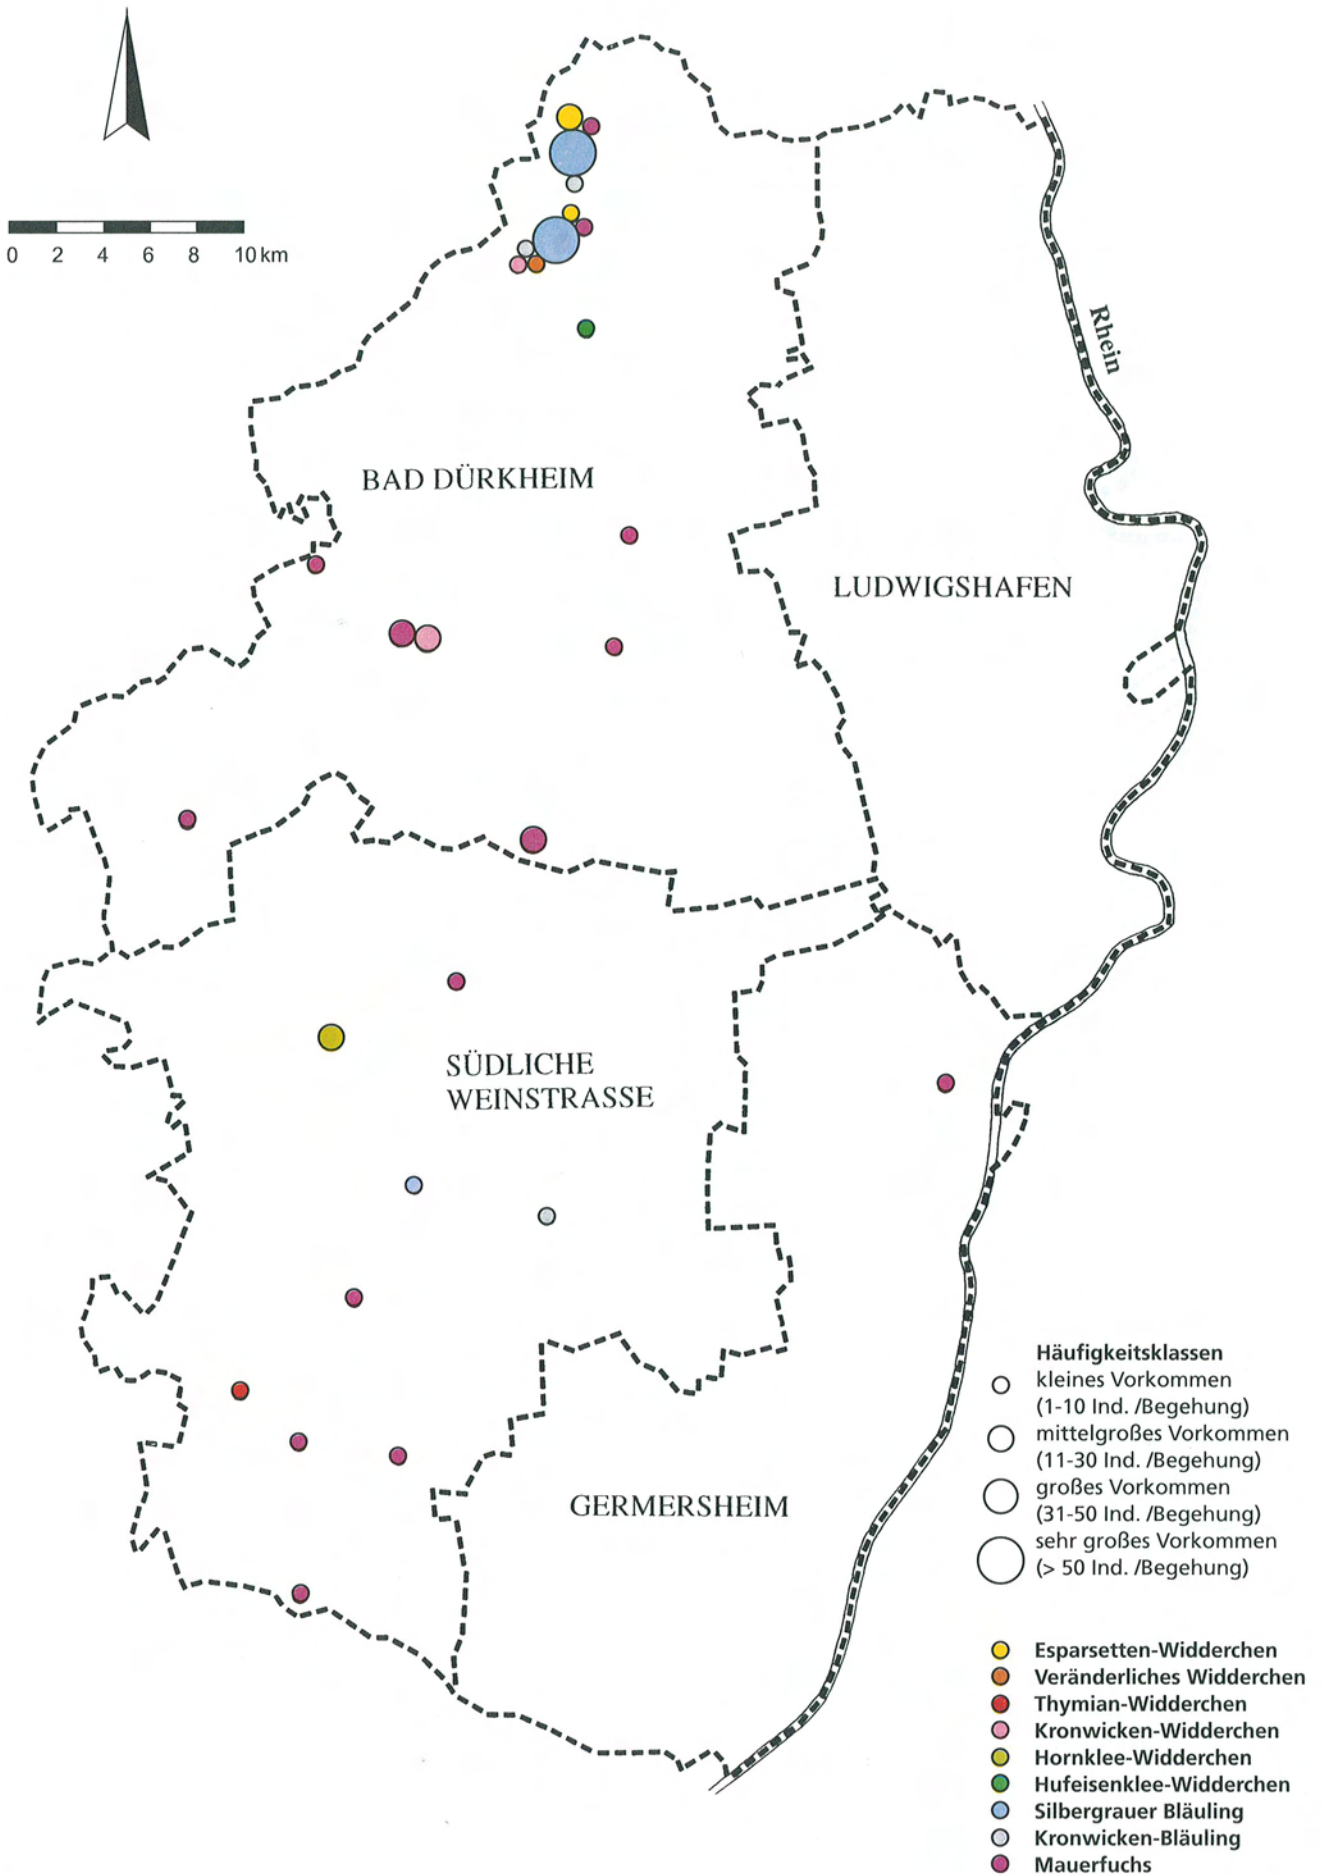 0 2 4 6 8 10 km
Rhein
BAD DÜRKHEIM
LUDWIGSHAFEN
SÜDLICHE
WEINSTRASSE
GERMERSHEIM
Häufigkeitsklassen
kleines Vorkommen
(1-10 Ind. /Begehung)
mittelgroßes Vorkommen
(11-30 Ind. /Begehung)
großes Vorkommen
(31-50 Ind. /Begehung)
sehr großes Vorkommen
(> 50 Ind. /Begehung)
Esparsetten-Widderchen
Veränderliches Widderchen
Thymian-Widderchen
Kronwicken-Widderchen
Hornklee-Widderchen
Hufeisenklee-Widderchen
Silbergrauer Bläuling
Kronwicken-Bläuling
Mauerfuchs